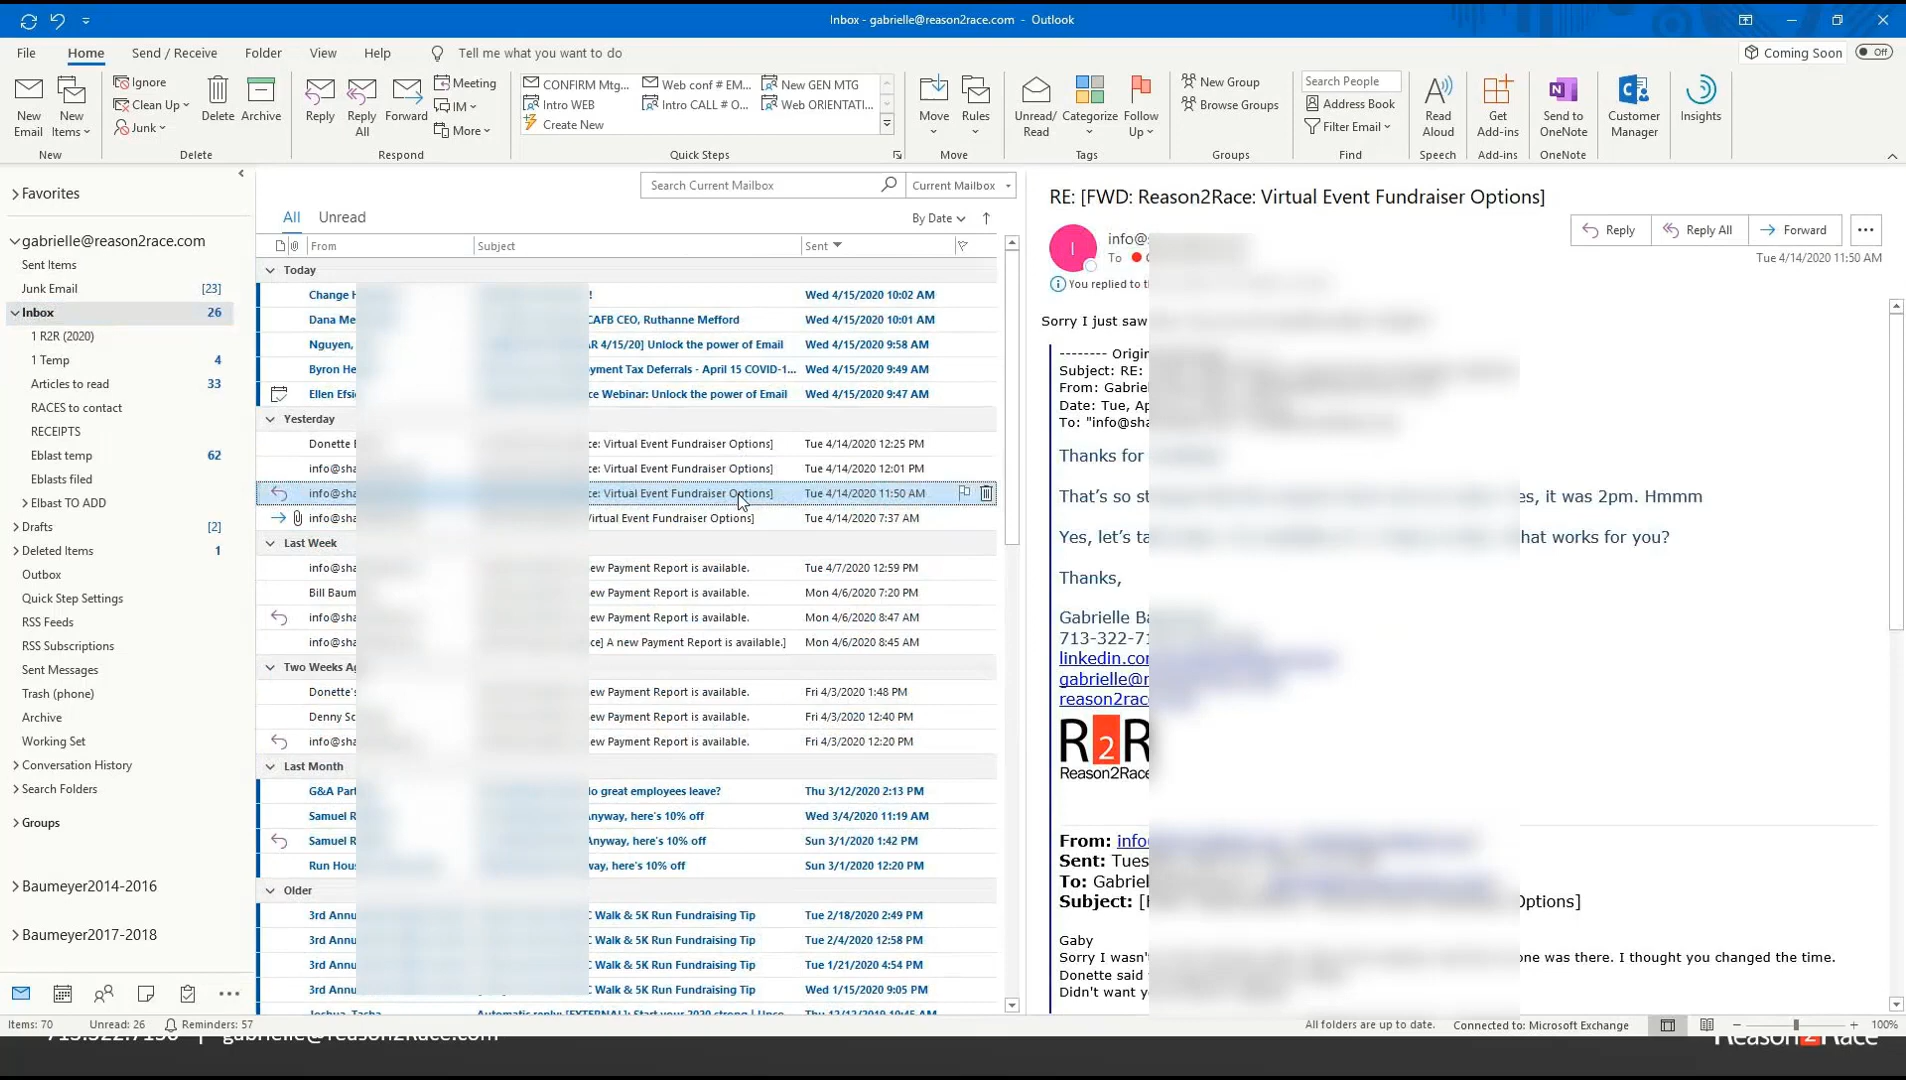 Inbox - gabrielle@reason2race.com - Outlook
File Home Send / Receive Folder View Help Tell me what you want to do
Coming Soon Off
New Email
New Items
New
Ignore
Clean Up
Junk
Delete
Archive
Delete
Reply
Reply All
Forward
Meeting
IM
More
Respond
CONFIRM Mtg... Web conf # EM... New GEN MTG
Intro WEB Intro CALL # O... Web ORIENTATI...
Create New
Quick Steps
Move
Rules
Move
Unread/ Read
Categorize
Follow Up
Tags
New Group
Browse Groups
Groups
Search People
Address Book
Filter Email
Find
Read Aloud
Speech
Get Add-ins
Add-ins
Send to OneNote
OneNote
Customer Manager
Insights
Favorites
gabrielle@reason2race.com
Sent Items
Junk Email [23]
Inbox 26
1 R2R (2020)
1 Temp 4
Articles to read 33
RACES to contact
RECEIPTS
Eblast temp 62
Eblasts filed
Elbast TO ADD
Drafts [2]
Deleted Items 1
Outbox
Quick Step Settings
RSS Feeds
RSS Subscriptions
Sent Messages
Trash (phone)
Archive
Working Set
Conversation History
Search Folders
Groups
Baumeyer2014-2016
Baumeyer2017-2018
Search Current Mailbox Current Mailbox
All Unread By Date
From Subject Sent
Today
Change ! Wed 4/15/2020 10:02 AM
Dana CAFB CEO, Ruthanne Mefford Wed 4/15/2020 10:01 AM
Nguyen, AR 4/15/20] Unlock the power of Email Wed 4/15/2020 9:58 AM
Byron yment Tax Deferrals - April 15 COVID-1... Wed 4/15/2020 9:49 AM
Ellen ce Webinar: Unlock the power of Email Wed 4/15/2020 9:47 AM
Yesterday
Donette ce: Virtual Event Fundraiser Options] Tue 4/14/2020 12:25 PM
info@sha ce: Virtual Event Fundraiser Options] Tue 4/14/2020 12:01 PM
info@sha ce: Virtual Event Fundraiser Options] Tue 4/14/2020 11:50 AM
info@sha Virtual Event Fundraiser Options] Tue 4/14/2020 7:37 AM
Last Week
info@sha ew Payment Report is available. Tue 4/7/2020 12:59 PM
Bill ew Payment Report is available. Mon 4/6/2020 7:20 PM
info@sha ew Payment Report is available. Mon 4/6/2020 8:47 AM
info@sha ce] A new Payment Report is available.] Mon 4/6/2020 8:45 AM
Two Weeks
Donette's ew Payment Report is available. Fri 4/3/2020 1:48 PM
Denny ew Payment Report is available. Fri 4/3/2020 12:40 PM
info@sha ew Payment Report is available. Fri 4/3/2020 12:20 PM
Last Month
G&A o great employees leave? Thu 3/12/2020 2:13 PM
Samuel Anyway, here's 10% off Wed 3/4/2020 11:19 AM
Samuel Anyway, here's 10% off Sun 3/1/2020 1:42 PM
Run way, here's 10% off Sun 3/1/2020 12:20 PM
Older
3rd C Walk & 5K Run Fundraising Tip Tue 2/18/2020 2:49 PM
3rd C Walk & 5K Run Fundraising Tip Tue 2/4/2020 12:58 PM
3rd C Walk & 5K Run Fundraising Tip Tue 1/21/2020 4:54 PM
3rd C Walk & 5K Run Fundraising Tip Wed 1/15/2020 9:05 PM
RE: [FWD: Reason2Race: Virtual Event Fundraiser Options]
I
info@s
To
Reply Reply All Forward
Tue 4/14/2020 11:50 AM
You replied to
Sorry I just saw
-------- Origin
Subject: RE:
From: Gabriel
Date: Tue,
To: "info@sha
Thanks for
That's so , it was 2pm. Hmmm
Yes, let's hat works for you?
Thanks,
Gabrielle
713-322-7
linkedin.co
gabrielle@
reason2race
R2R
Reason2Race
From: info
Sent: Tues
To: Gabriel
Subject: [ Options]
Gaby
Sorry I wasn't one was there. I thought you changed the time.
Donette said
Didn't want
Items: 70 Unread: 26 Reminders: 57 All folders are up to date. Connected to: Microsoft Exchange 100%
713.322.7130 | gabrielle@reason2Race.com Reason2Race